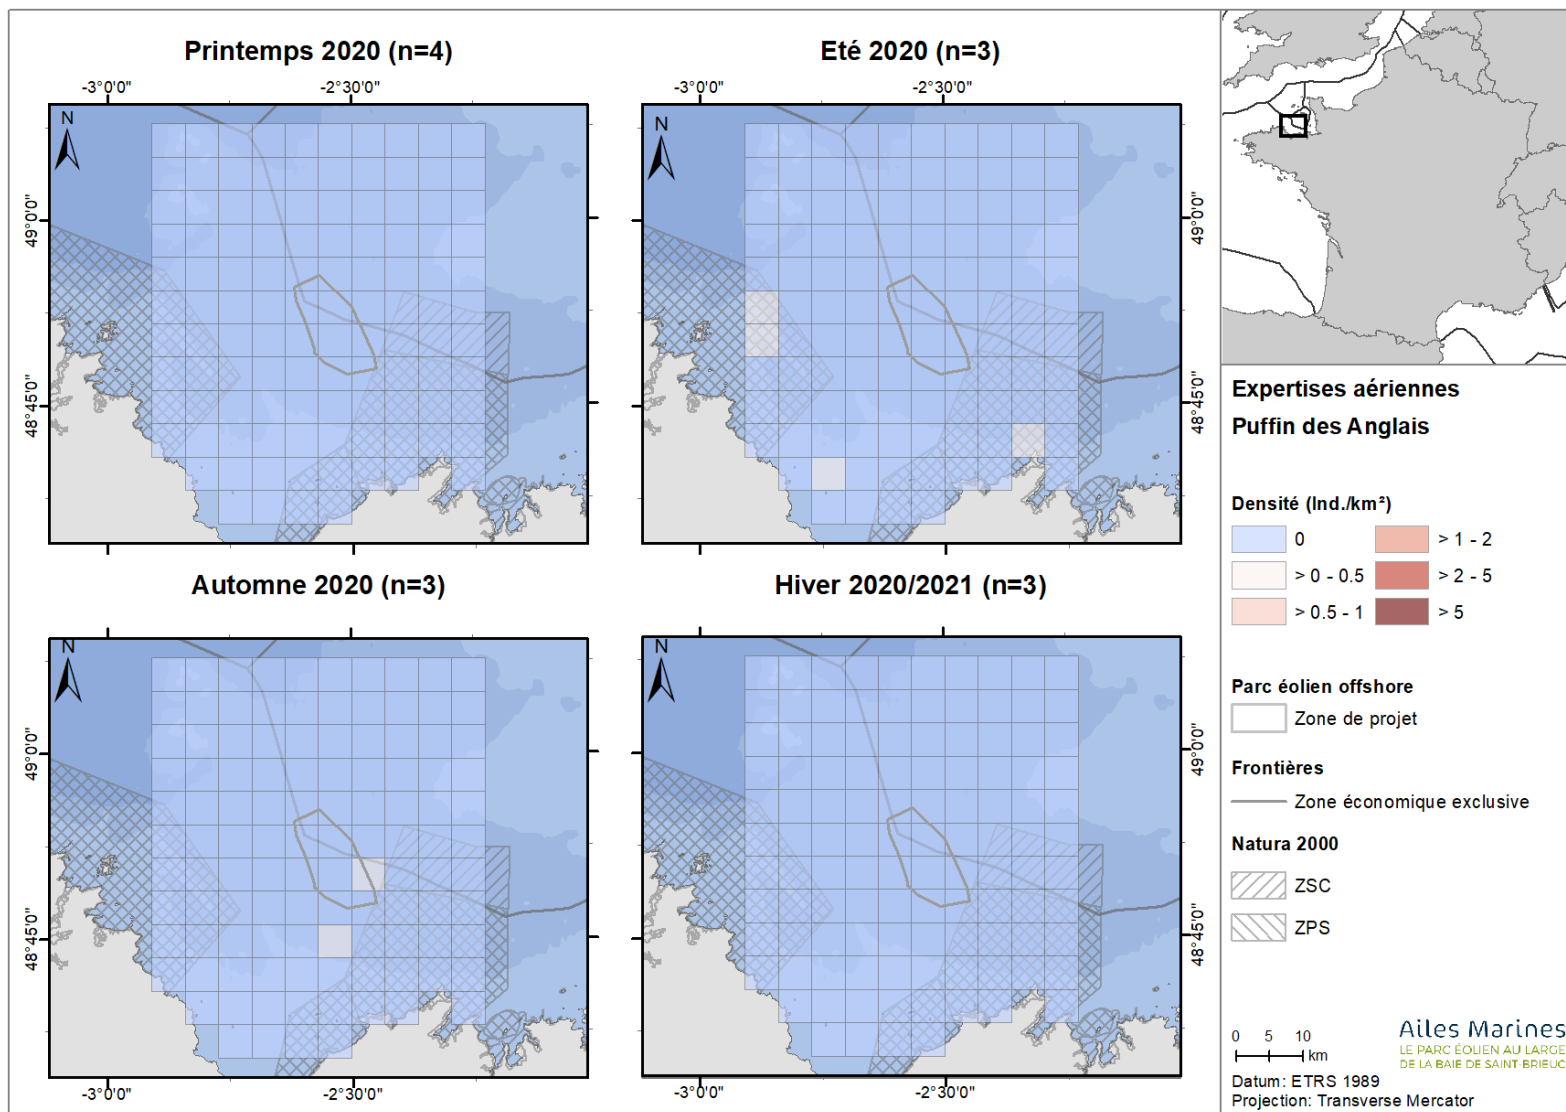 Printemps 2020 (n=4)
-3°0'0"
-2°30'0"
N
49°0'0"
48°45'0"
Eté 2020 (n=3)
-3°0'0"
-2°30'0"
N
49°0'0"
48°45'0"
Automne 2020 (n=3)
N
49°0'0"
48°45'0"
-3°0'0"
-2°30'0"
Hiver 2020/2021 (n=3)
N
49°0'0"
48°45'0"
-3°0'0"
-2°30'0"
Expertises aériennes
Puffin des Anglais
Densité (Ind./km²)
0
> 0 - 0.5
> 0.5 - 1
> 1 - 2
> 2 - 5
> 5
Parc éolien offshore
Zone de projet
Frontières
Zone économique exclusive
Natura 2000
ZSC
ZPS
0 5 10
km
Datum: ETRS 1989
Projection: Transverse Mercator
Ailes Marines
LE PARC ÉOLIEN AU LARGE
DE LA BAIE DE SAINT-BRIEUC